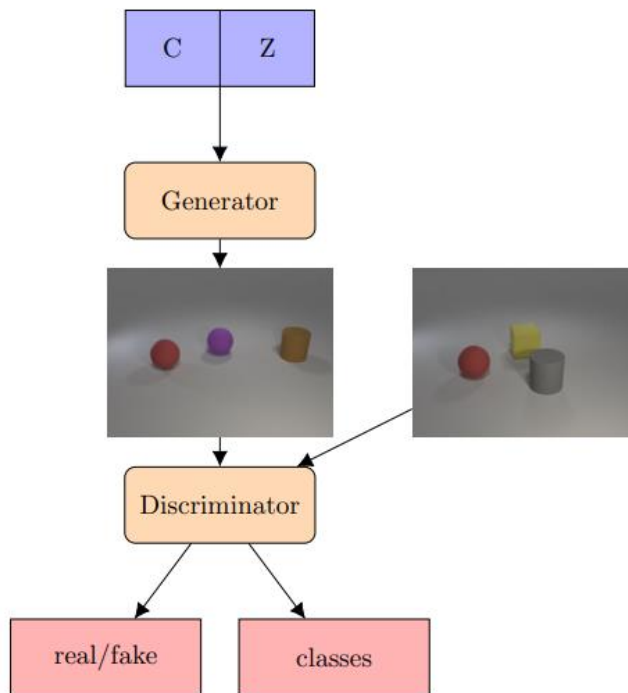 C
Z
Generator
Discriminator
real/fake
classes